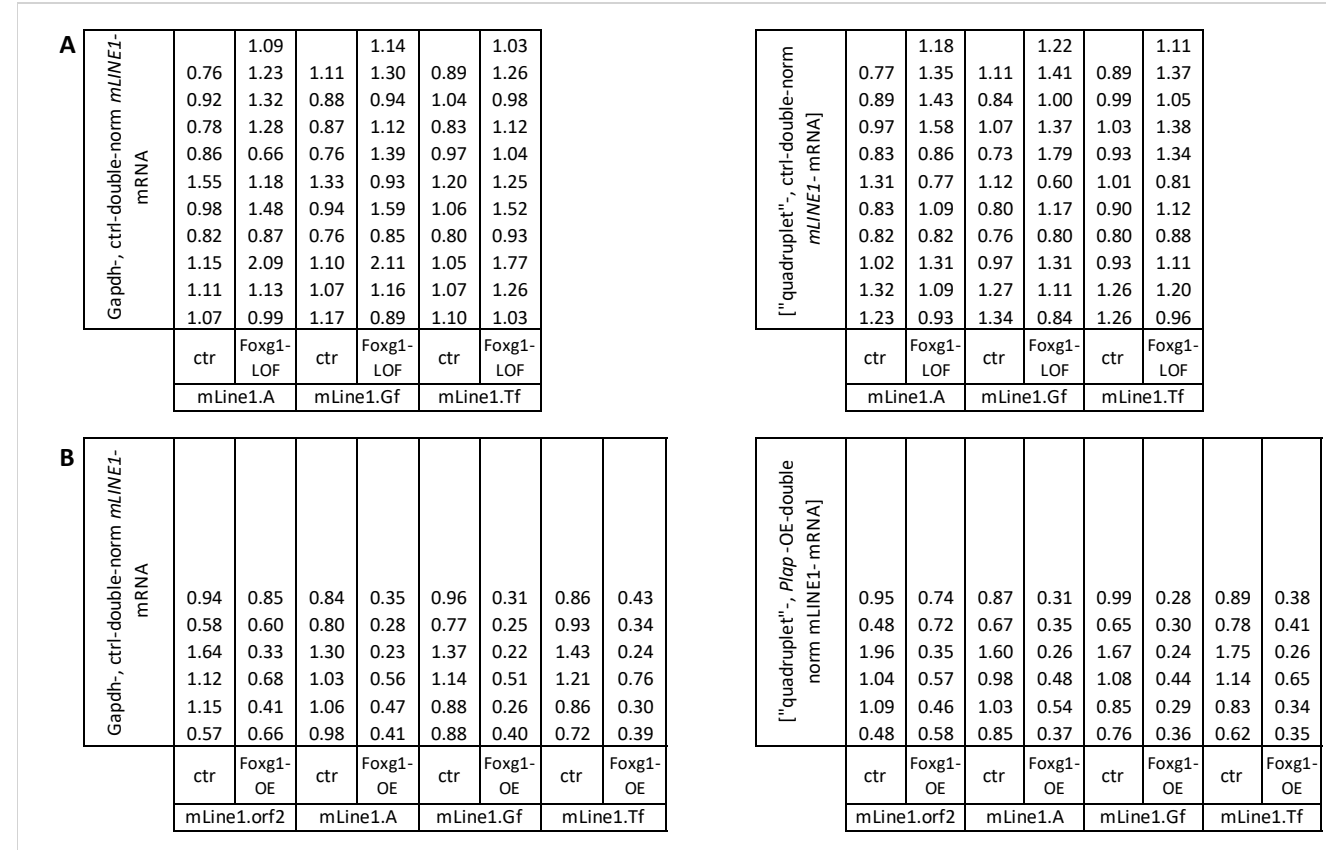 A
Gapdh-, ctrl-double-norm mLINE1-
mRNA
1.09 1.14 1.03
0.76 1.23 1.11 1.30 0.89 1.26
0.92 1.32 0.88 0.94 1.04 0.98
0.78 1.28 0.87 1.12 0.83 1.12
0.86 0.66 0.76 1.39 0.97 1.04
1.55 1.18 1.33 0.93 1.20 1.25
0.98 1.48 0.94 1.59 1.06 1.52
0.82 0.87 0.76 0.85 0.80 0.93
1.15 2.09 1.10 2.11 1.05 1.77
1.11 1.13 1.07 1.16 1.07 1.26
1.07 0.99 1.17 0.89 1.10 1.03
ctr Foxg1-LOF ctr Foxg1-LOF ctr Foxg1-LOF
mLine1.A mLine1.Gf mLine1.Tf
["quadruplet"-, ctrl-double-norm
mLINE1- mRNA]
1.18 1.22 1.11
0.77 1.35 1.11 1.41 0.89 1.37
0.89 1.43 0.84 1.00 0.99 1.05
0.97 1.58 1.07 1.37 1.03 1.38
0.83 0.86 0.73 1.79 0.93 1.34
1.31 0.77 1.12 0.60 1.01 0.81
0.83 1.09 0.80 1.17 0.90 1.12
0.82 0.82 0.76 0.80 0.80 0.88
1.02 1.31 0.97 1.31 0.93 1.11
1.32 1.09 1.27 1.11 1.26 1.20
1.23 0.93 1.34 0.84 1.26 0.96
ctr Foxg1-LOF ctr Foxg1-LOF ctr Foxg1-LOF
mLine1.A mLine1.Gf mLine1.Tf
B
Gapdh-, ctrl-double-norm mLINE1-
mRNA
0.94 0.85 0.84 0.35 0.96 0.31 0.86 0.43
0.58 0.60 0.80 0.28 0.77 0.25 0.93 0.34
1.64 0.33 1.30 0.23 1.37 0.22 1.43 0.24
1.12 0.68 1.03 0.56 1.14 0.51 1.21 0.76
1.15 0.41 1.06 0.47 0.88 0.26 0.86 0.30
0.57 0.66 0.98 0.41 0.88 0.40 0.72 0.39
ctr Foxg1-OE ctr Foxg1-OE ctr Foxg1-OE ctr Foxg1-OE
mLine1.orf2 mLine1.A mLine1.Gf mLine1.Tf
["quadruplet"-, Plap -OE-double
norm mLINE1- mRNA]
0.95 0.74 0.87 0.31 0.99 0.28 0.89 0.38
0.48 0.72 0.67 0.35 0.65 0.30 0.78 0.41
1.96 0.35 1.60 0.26 1.67 0.24 1.75 0.26
1.04 0.57 0.98 0.48 1.08 0.44 1.14 0.65
1.09 0.46 1.03 0.54 0.85 0.29 0.83 0.34
0.48 0.58 0.85 0.37 0.76 0.36 0.62 0.35
ctr Foxg1-OE ctr Foxg1-OE ctr Foxg1-OE ctr Foxg1-OE
mLine1.orf2 mLine1.A mLine1.Gf mLine1.Tf